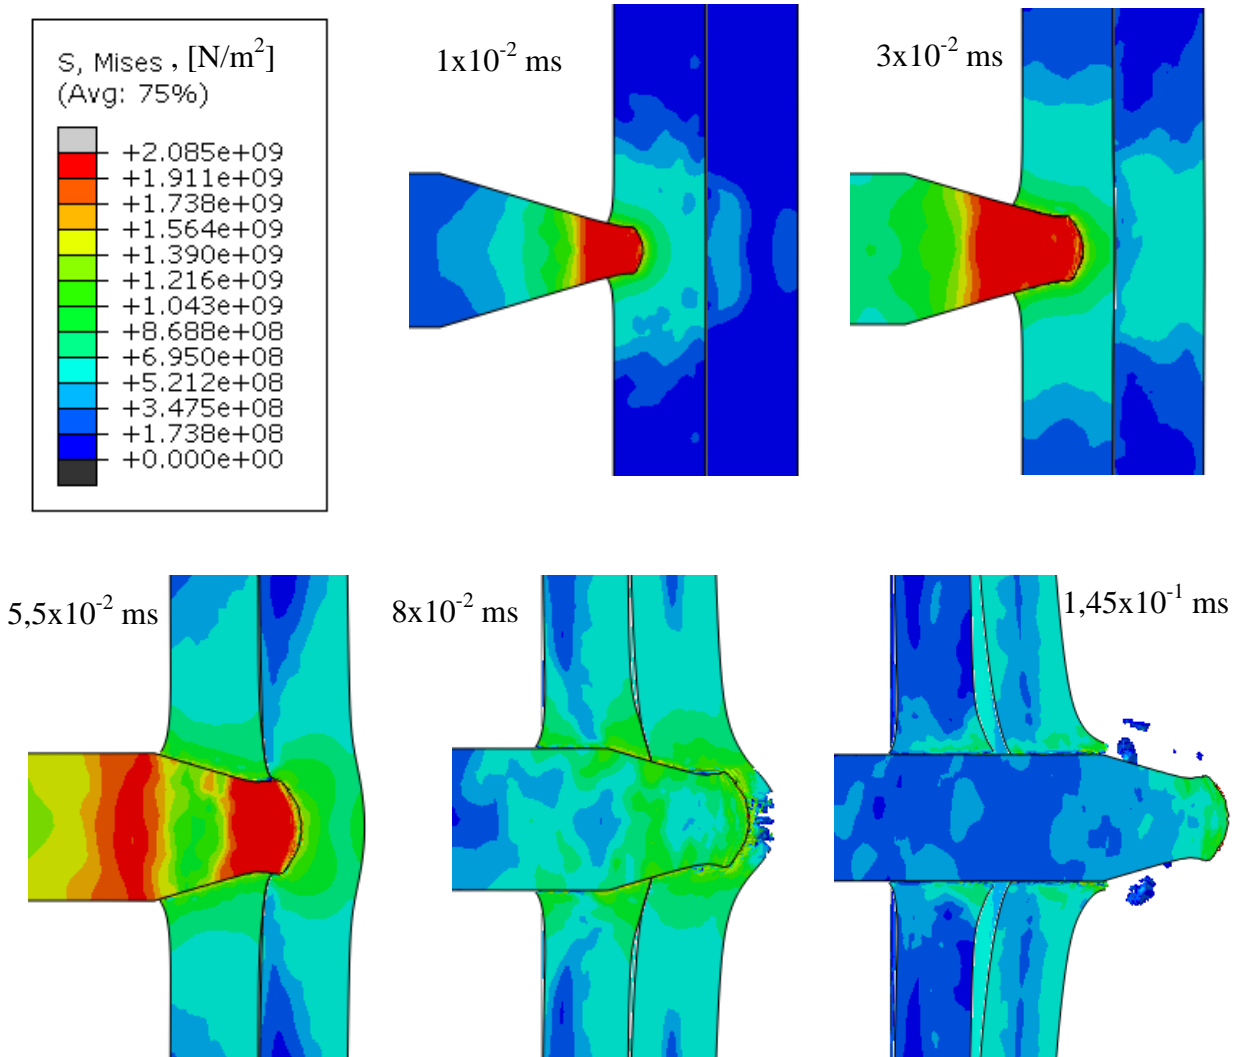 S, Mises , [N/m²]
(Avg: 75%)
+2.085e+09
+1.911e+09
+1.738e+09
+1.564e+09
+1.390e+09
+1.216e+09
+1.043e+09
+8.688e+08
+6.950e+08
+5.212e+08
+3.475e+08
+1.738e+08
+0.000e+00
1x10⁻² ms
3x10⁻² ms
5,5x10⁻² ms
8x10⁻² ms
1,45x10⁻¹ ms